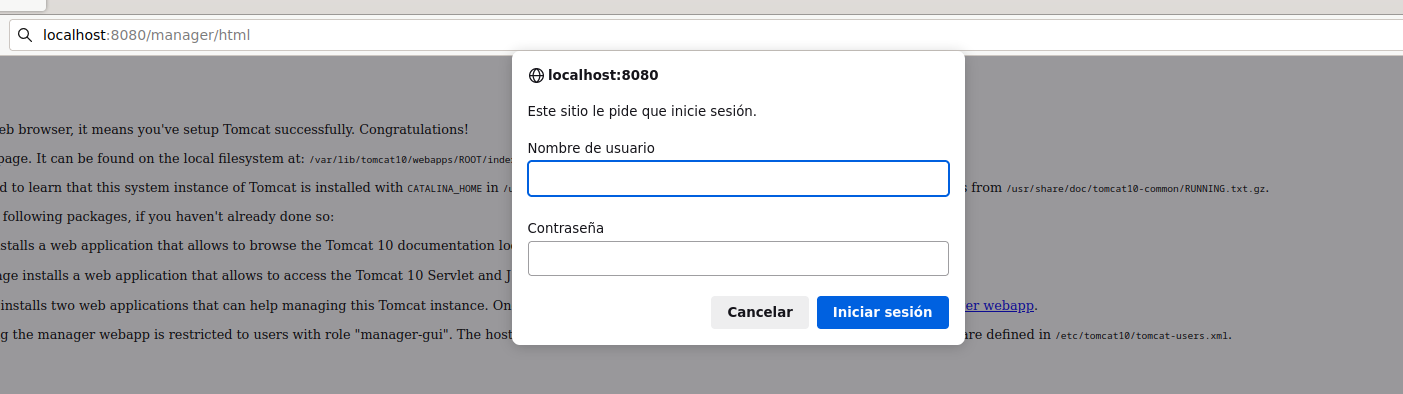 localhost:8080/manager/html
localhost:8080
Este sitio le pide que inicie sesión.
Nombre de usuario
Contraseña
Cancelar Iniciar sesión
eb browser, it means you've setup Tomcat successfully. Congratulations!
page. It can be found on the local filesystem at: /var/lib/tomcat10/webapps/ROOT/inde
d to learn that this system instance of Tomcat is installed with CATALINA_HOME in /u s from /usr/share/doc/tomcat10-common/RUNNING.txt.gz.
following packages, if you haven't already done so:
stalls a web application that allows to browse the Tomcat 10 documentation lo
ge installs a web application that allows to access the Tomcat 10 Servlet and J
installs two web applications that can help managing this Tomcat instance. On er webapp.
g the manager webapp is restricted to users with role "manager-gui". The host are defined in /etc/tomcat10/tomcat-users.xml.